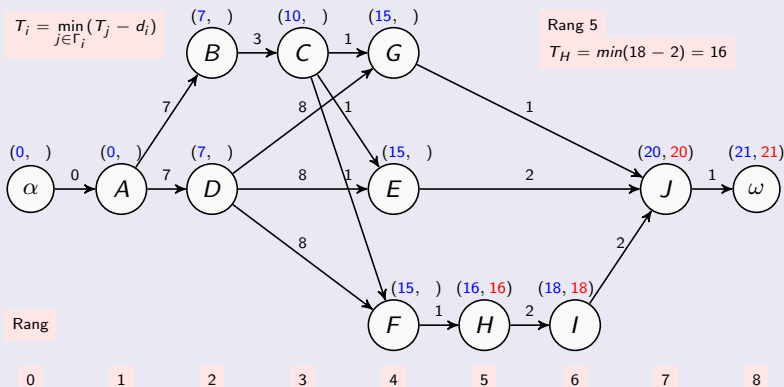 T_i = min_{j∈Γ_i}(T_j − d_i)
Rang 5
T_H = min(18 − 2) = 16
(7, ) (10, ) (15, )
B 3 C 1 G
7 8 1 1
(0, ) (0, ) (7, ) (15, ) (20, 20) (21, 21)
α 0 A 7 D 8 1 E 2 J 1 ω
8 2
(15, ) (16, 16) (18, 18)
Rang F 1 H 2 I
0 1 2 3 4 5 6 7 8